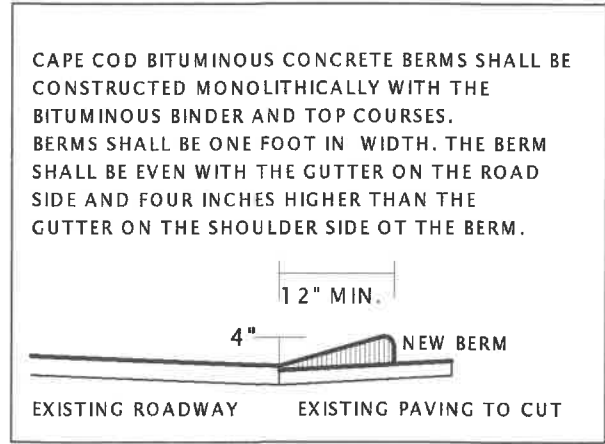 CAPE COD BITUMINOUS CONCRETE BERMS SHALL BE
CONSTRUCTED MONOLITHICALLY WITH THE
BITUMINOUS BINDER AND TOP COURSES.
BERMS SHALL BE ONE FOOT IN WIDTH. THE BERM
SHALL BE EVEN WITH THE GUTTER ON THE ROAD
SIDE AND FOUR INCHES HIGHER THAN THE
GUTTER ON THE SHOULDER SIDE OT THE BERM.
12" MIN.
4"
NEW BERM
EXISTING ROADWAY
EXISTING PAVING TO CUT